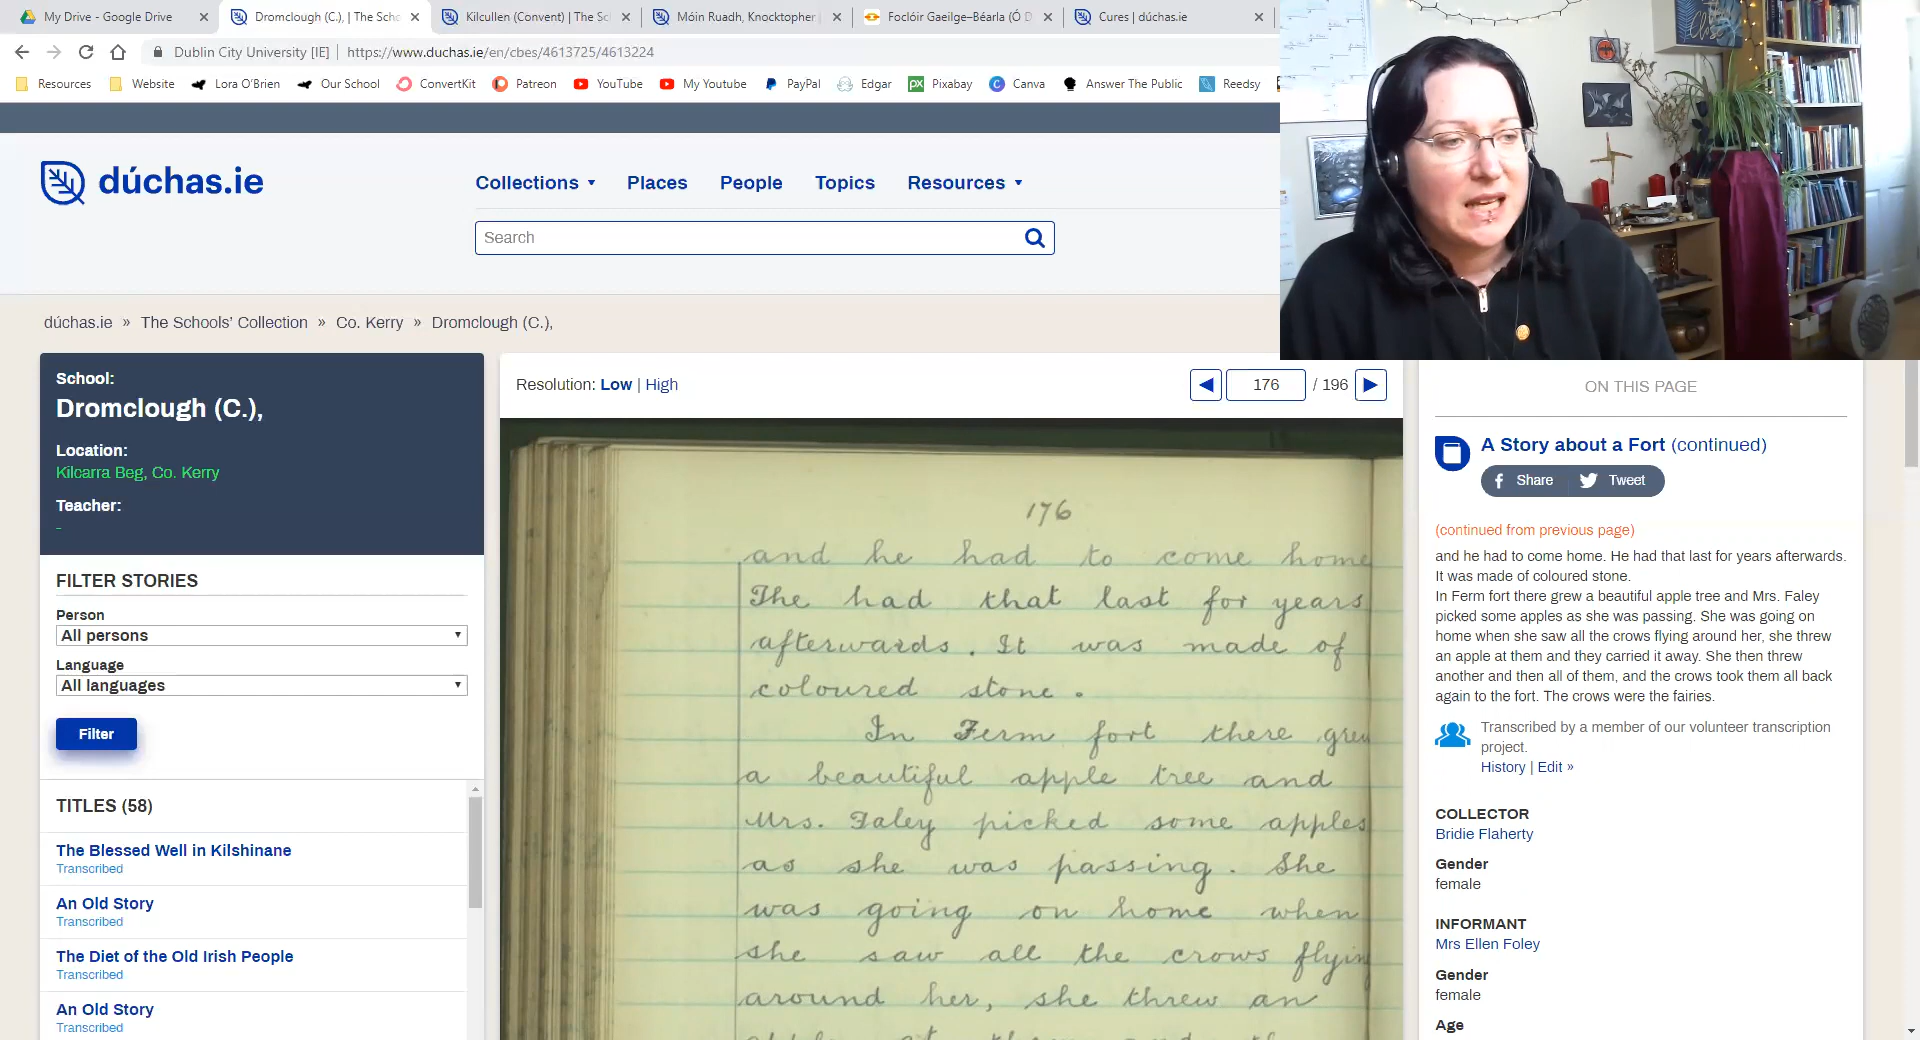 My Drive - Google Drive
Dromclough (C.), | The Scho
Kilcullen (Convent) | The Sc
Móin Ruadh, Knocktopher
Foclóir Gaeilge–Béarla (Ó D
Cures | dúchas.ie
Dublin City University [IE] | https://www.duchas.ie/en/cbes/4613725/4613224
Resources
Website
Lora O'Brien
Our School
ConvertKit
Patreon
YouTube
My Youtube
PayPal
Edgar
px Pixabay
C Canva
Answer The Public
Reedsy
dúchas.ie
Collections
Places
People
Topics
Resources
Search
dúchas.ie » The Schools' Collection » Co. Kerry » Dromclough (C.),
School:
Dromclough (C.),
Location:
Kilcarra Beg, Co. Kerry
Teacher:
-
FILTER STORIES
Person
All persons
Language
All languages
Filter
TITLES (58)
The Blessed Well in Kilshinane
Transcribed
An Old Story
Transcribed
The Diet of the Old Irish People
Transcribed
An Old Story
Transcribed
Resolution: Low | High
176 / 196
176
and he had to come home
The had that last for years
afterwards. It was made of
coloured stone.
In Ferm fort there grew
a beautiful apple tree and
Mrs. Faley picked some apples
as she was passing. She
was going on home when
she saw all the crows flying
around her, she threw an
ON THIS PAGE
A Story about a Fort (continued)
Share
Tweet
(continued from previous page)
and he had to come home. He had that last for years afterwards.
It was made of coloured stone.
In Ferm fort there grew a beautiful apple tree and Mrs. Faley
picked some apples as she was passing. She was going on
home when she saw all the crows flying around her, she threw
an apple at them and they carried it away. She then threw
another and then all of them, and the crows took them all back
again to the fort. The crows were the fairies.
Transcribed by a member of our volunteer transcription
project.
History | Edit »
COLLECTOR
Bridie Flaherty
Gender
female
INFORMANT
Mrs Ellen Foley
Gender
female
Age